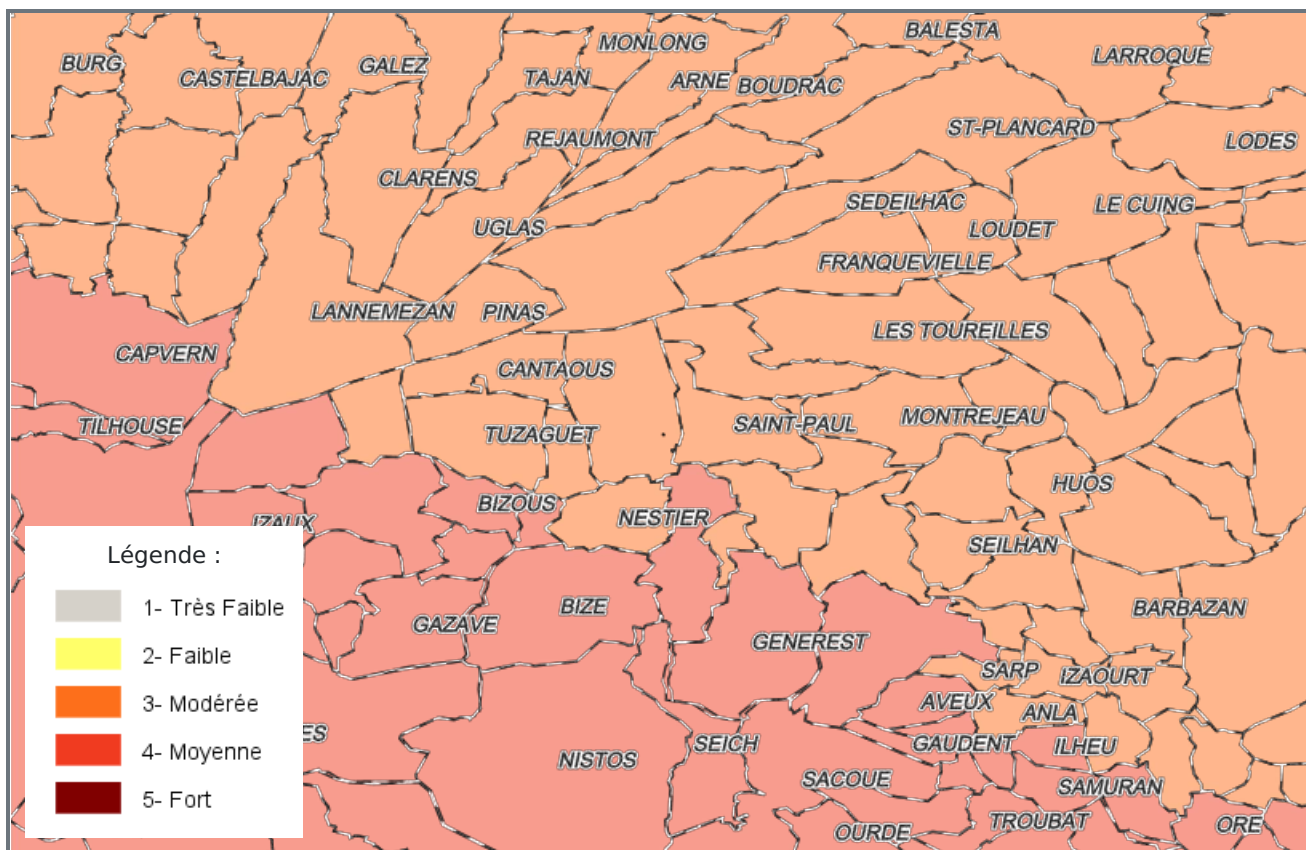 MONLONG
BALESTA
BURG
CASTELBAJAC
GALEZ
TAJAN
ARNE
BOUDRAC
LARROQUE
REJAUMONT
ST-PLANCARD
LODES
CLARENS
SEDEILHAC
LE CUING
UGLAS
LOUDET
FRANQUEVIELLE
LANNEMEZAN
PINAS
LES TOUREILLES
CAPVERN
CANTAOUS
TILHOUSE
TUZAGUET
SAINT-PAUL
MONTREJEAU
HUOS
BIZOUS
NESTIER
IZAUX
SEILHAN
Légende :
1- Très Faible
2- Faible
3- Modérée
4- Moyenne
5- Fort
BIZE
BARBAZAN
GAZAVE
GENEREST
SARP
IZAOURT
AVEUX
ANLA
ES
NISTOS
SEICH
GAUDENT
ILHEU
SACOUE
SAMURAN
OURDE
TROUBAT
ORE